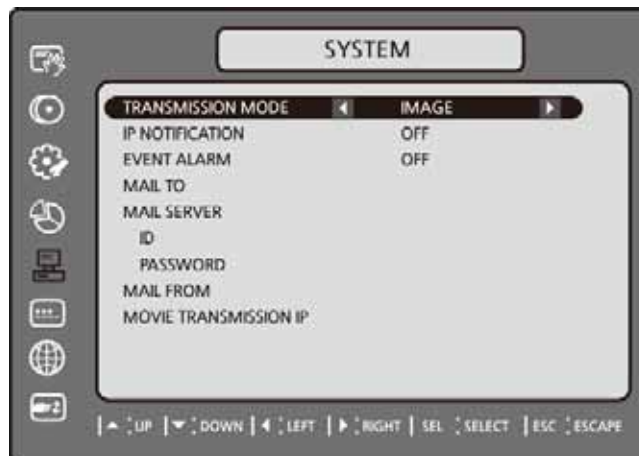 SYSTEM
TRANSMISSION MODE IMAGE
IP NOTIFICATION OFF
EVENT ALARM OFF
MAIL TO
MAIL SERVER
ID
PASSWORD
MAIL FROM
MOVIE TRANSMISSION IP
UP DOWN LEFT RIGHT SEL SELECT ESC ESCAPE